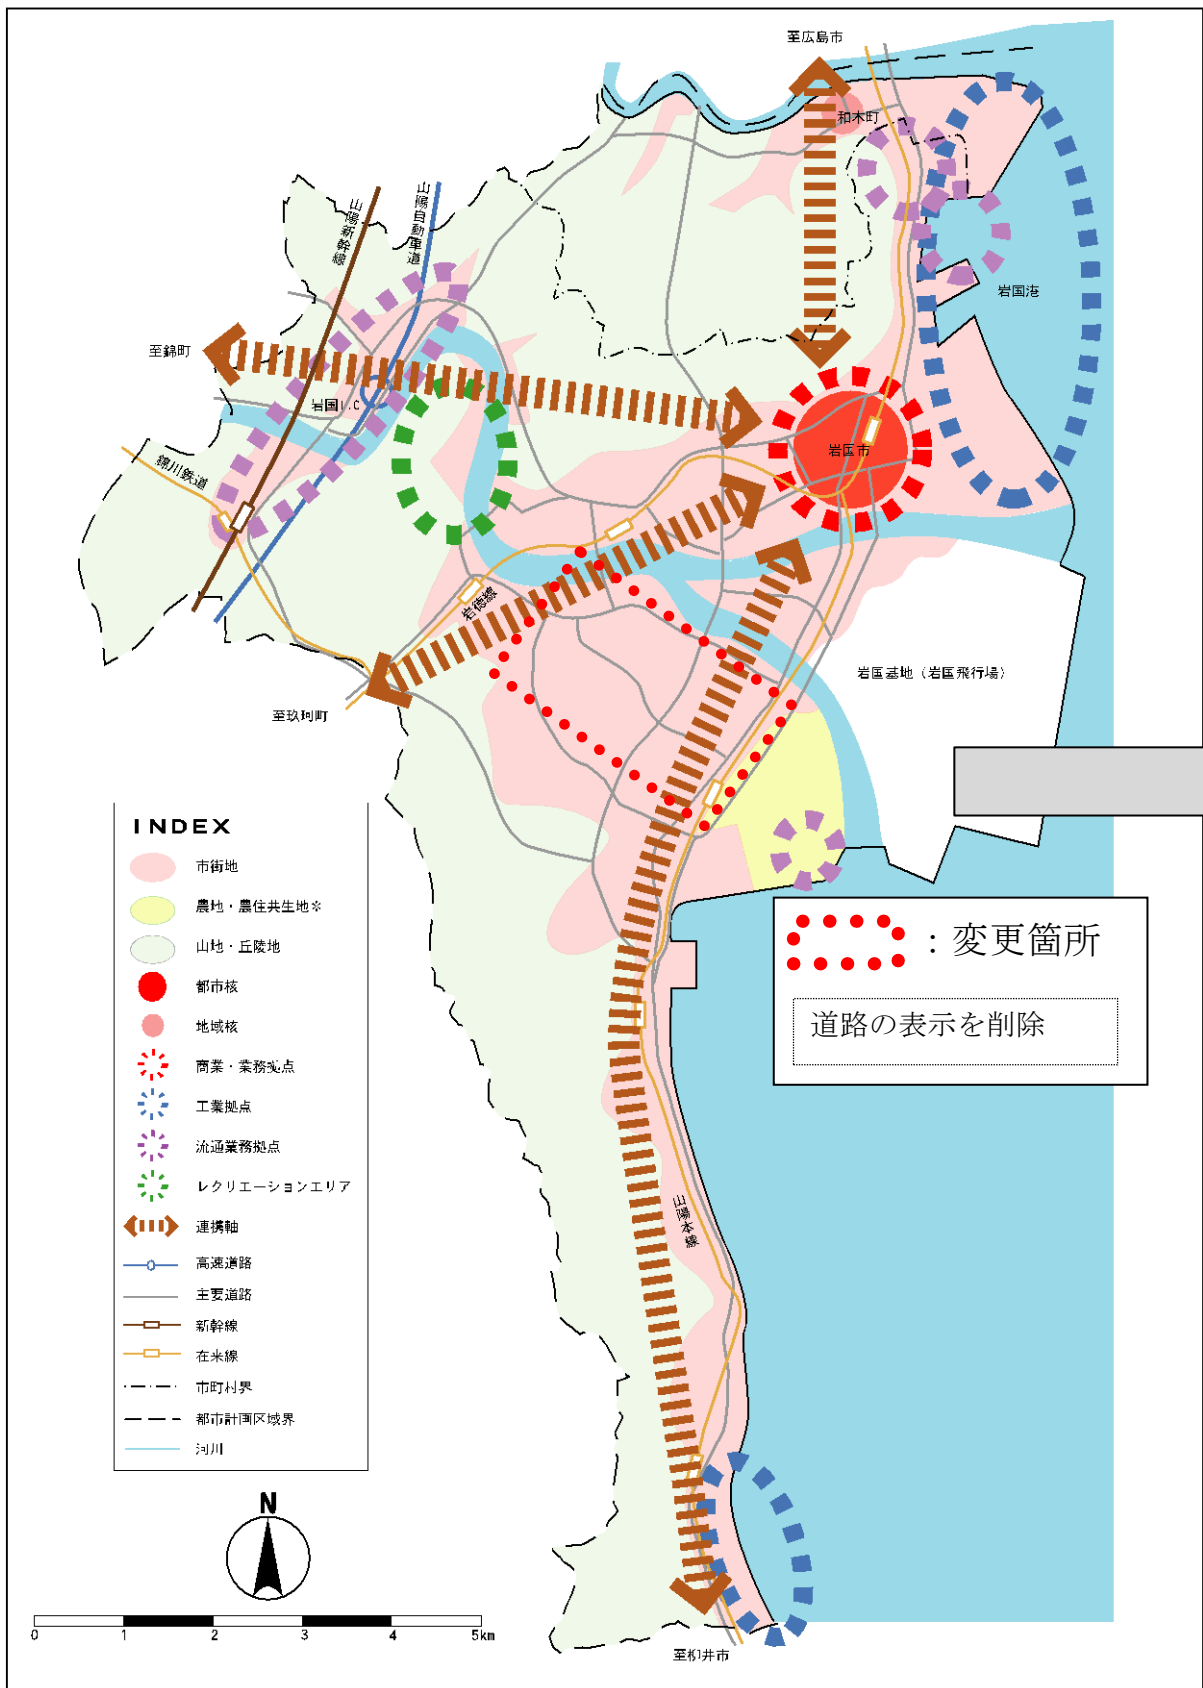 至広島市
和木町
山陽自動車道
山陽新幹線
岩国港
至錦町
岩国I.C
岩国市
錦川鉄道
岩徳線
岩国基地（岩国飛行場）
至玖珂町
INDEX
市街地
農地・農住共生地※
山地・丘陵地
都市核
地域核
商業・業務拠点
工業拠点
流通業務拠点
レクリエーションエリア
連携軸
高速道路
主要道路
新幹線
在来線
市町村界
都市計画区域界
河川
：変更箇所
道路の表示を削除
山陽本線
N
0 1 2 3 4 5km
至柳井市